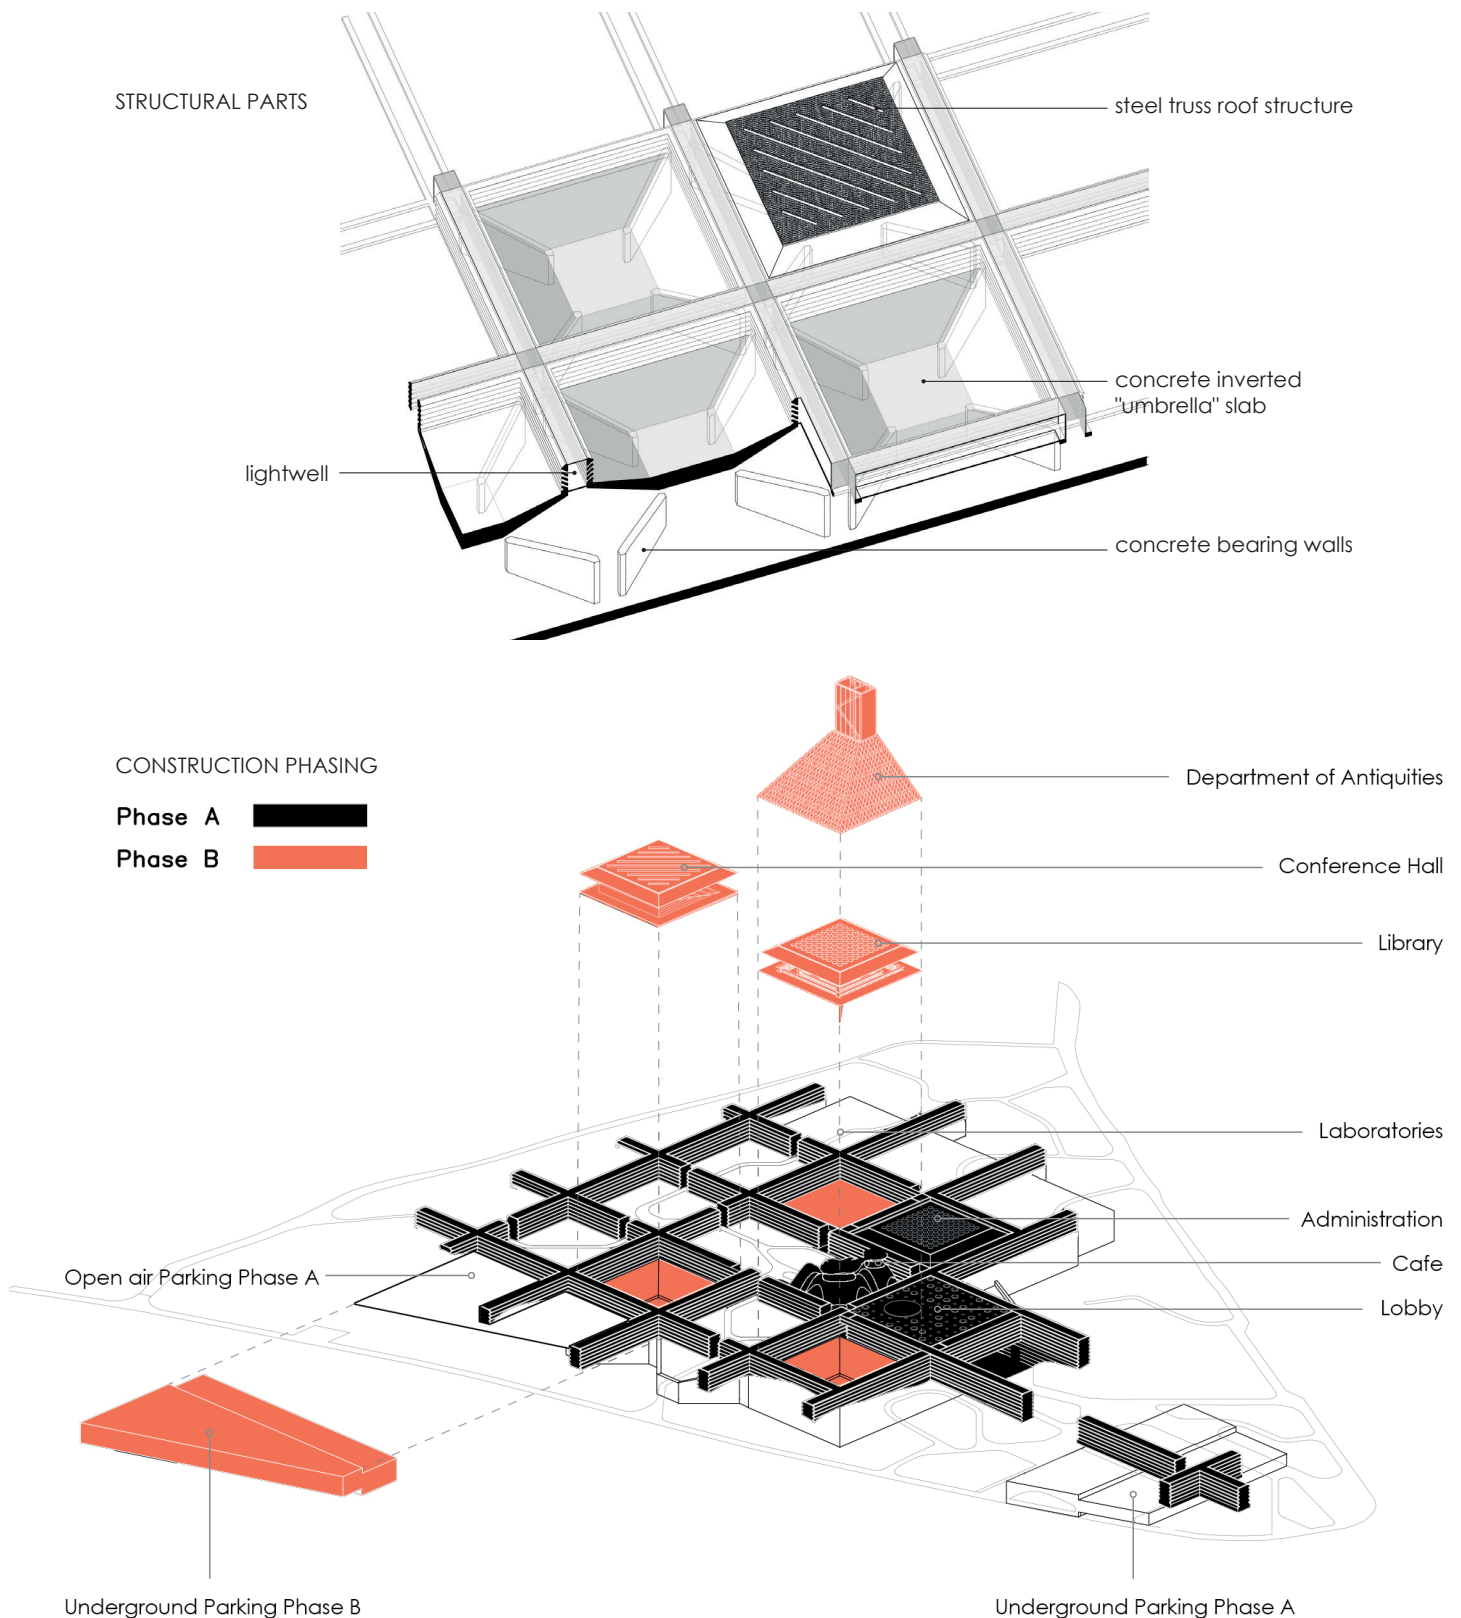 STRUCTURAL PARTS
steel truss roof structure
concrete inverted
"umbrella" slab
lightwell
concrete bearing walls
CONSTRUCTION PHASING
Phase A
Phase B
Department of Antiquities
Conference Hall
Library
Laboratories
Administration
Cafe
Open air Parking Phase A
Lobby
Underground Parking Phase B
Underground Parking Phase A